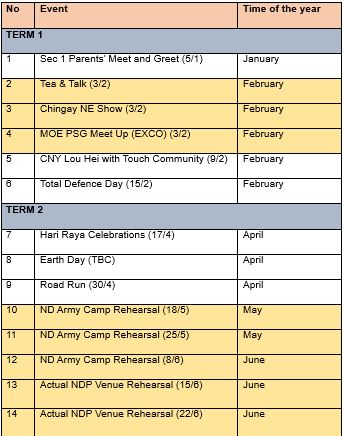 No Event Time of the year
TERM 1
1 Sec 1 Parents' Meet and Greet (5/1) January
2 Tea & Talk (3/2) February
3 Chingay NE Show (3/2) February
4 MOE PSG Meet Up (EXCO) (3/2) February
5 CNY Lou Hei with Touch Community (9/2) February
6 Total Defence Day (15/2) February
TERM 2
7 Hari Raya Celebrations (17/4) April
8 Earth Day (TBC) April
9 Road Run (30/4) April
10 ND Army Camp Rehearsal (18/5) May
11 ND Army Camp Rehearsal (25/5) May
12 ND Army Camp Rehearsal (8/6) June
13 Actual NDP Venue Rehearsal (15/6) June
14 Actual NDP Venue Rehearsal (22/6) June